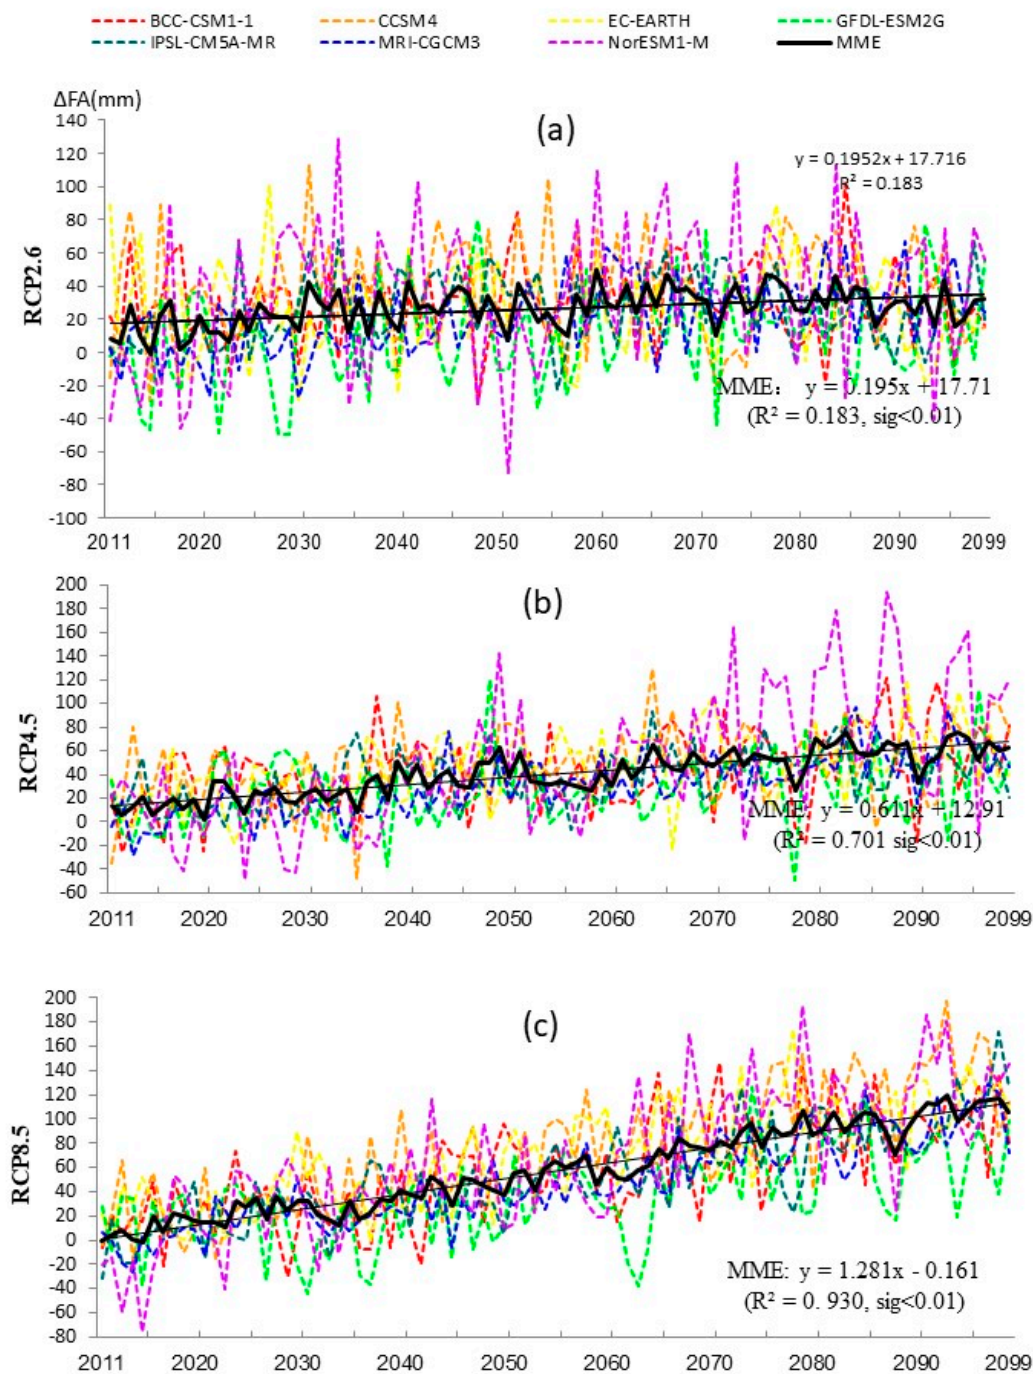 BCC-CSM1-1 CCSM4 EC-EARTH GFDL-ESM2G
IPSL-CM5A-MR MRI-CGCM3 NorESM1-M MME
ΔFA(mm)
(a)
y = 0.1952x + 17.716
R² = 0.183
140
120
100
80
60
40
20
0
-20
-40
-60
-80
-100
RCP2.6
MME: y = 0.195x + 17.71
(R² = 0.183, sig<0.01)
2011 2020 2030 2040 2050 2060 2070 2080 2090 2099
(b)
200
180
160
140
120
100
80
60
40
20
0
-20
-40
-60
RCP4.5
MME: y = 0.611x + 12.91
(R² = 0.701 sig<0.01)
2011 2020 2030 2040 2050 2060 2070 2080 2090 2099
(c)
200
180
160
140
120
100
80
60
40
20
0
-20
-40
-60
-80
RCP8.5
MME: y = 1.281x - 0.161
(R² = 0. 930, sig<0.01)
2011 2020 2030 2040 2050 2060 2070 2080 2090 2099